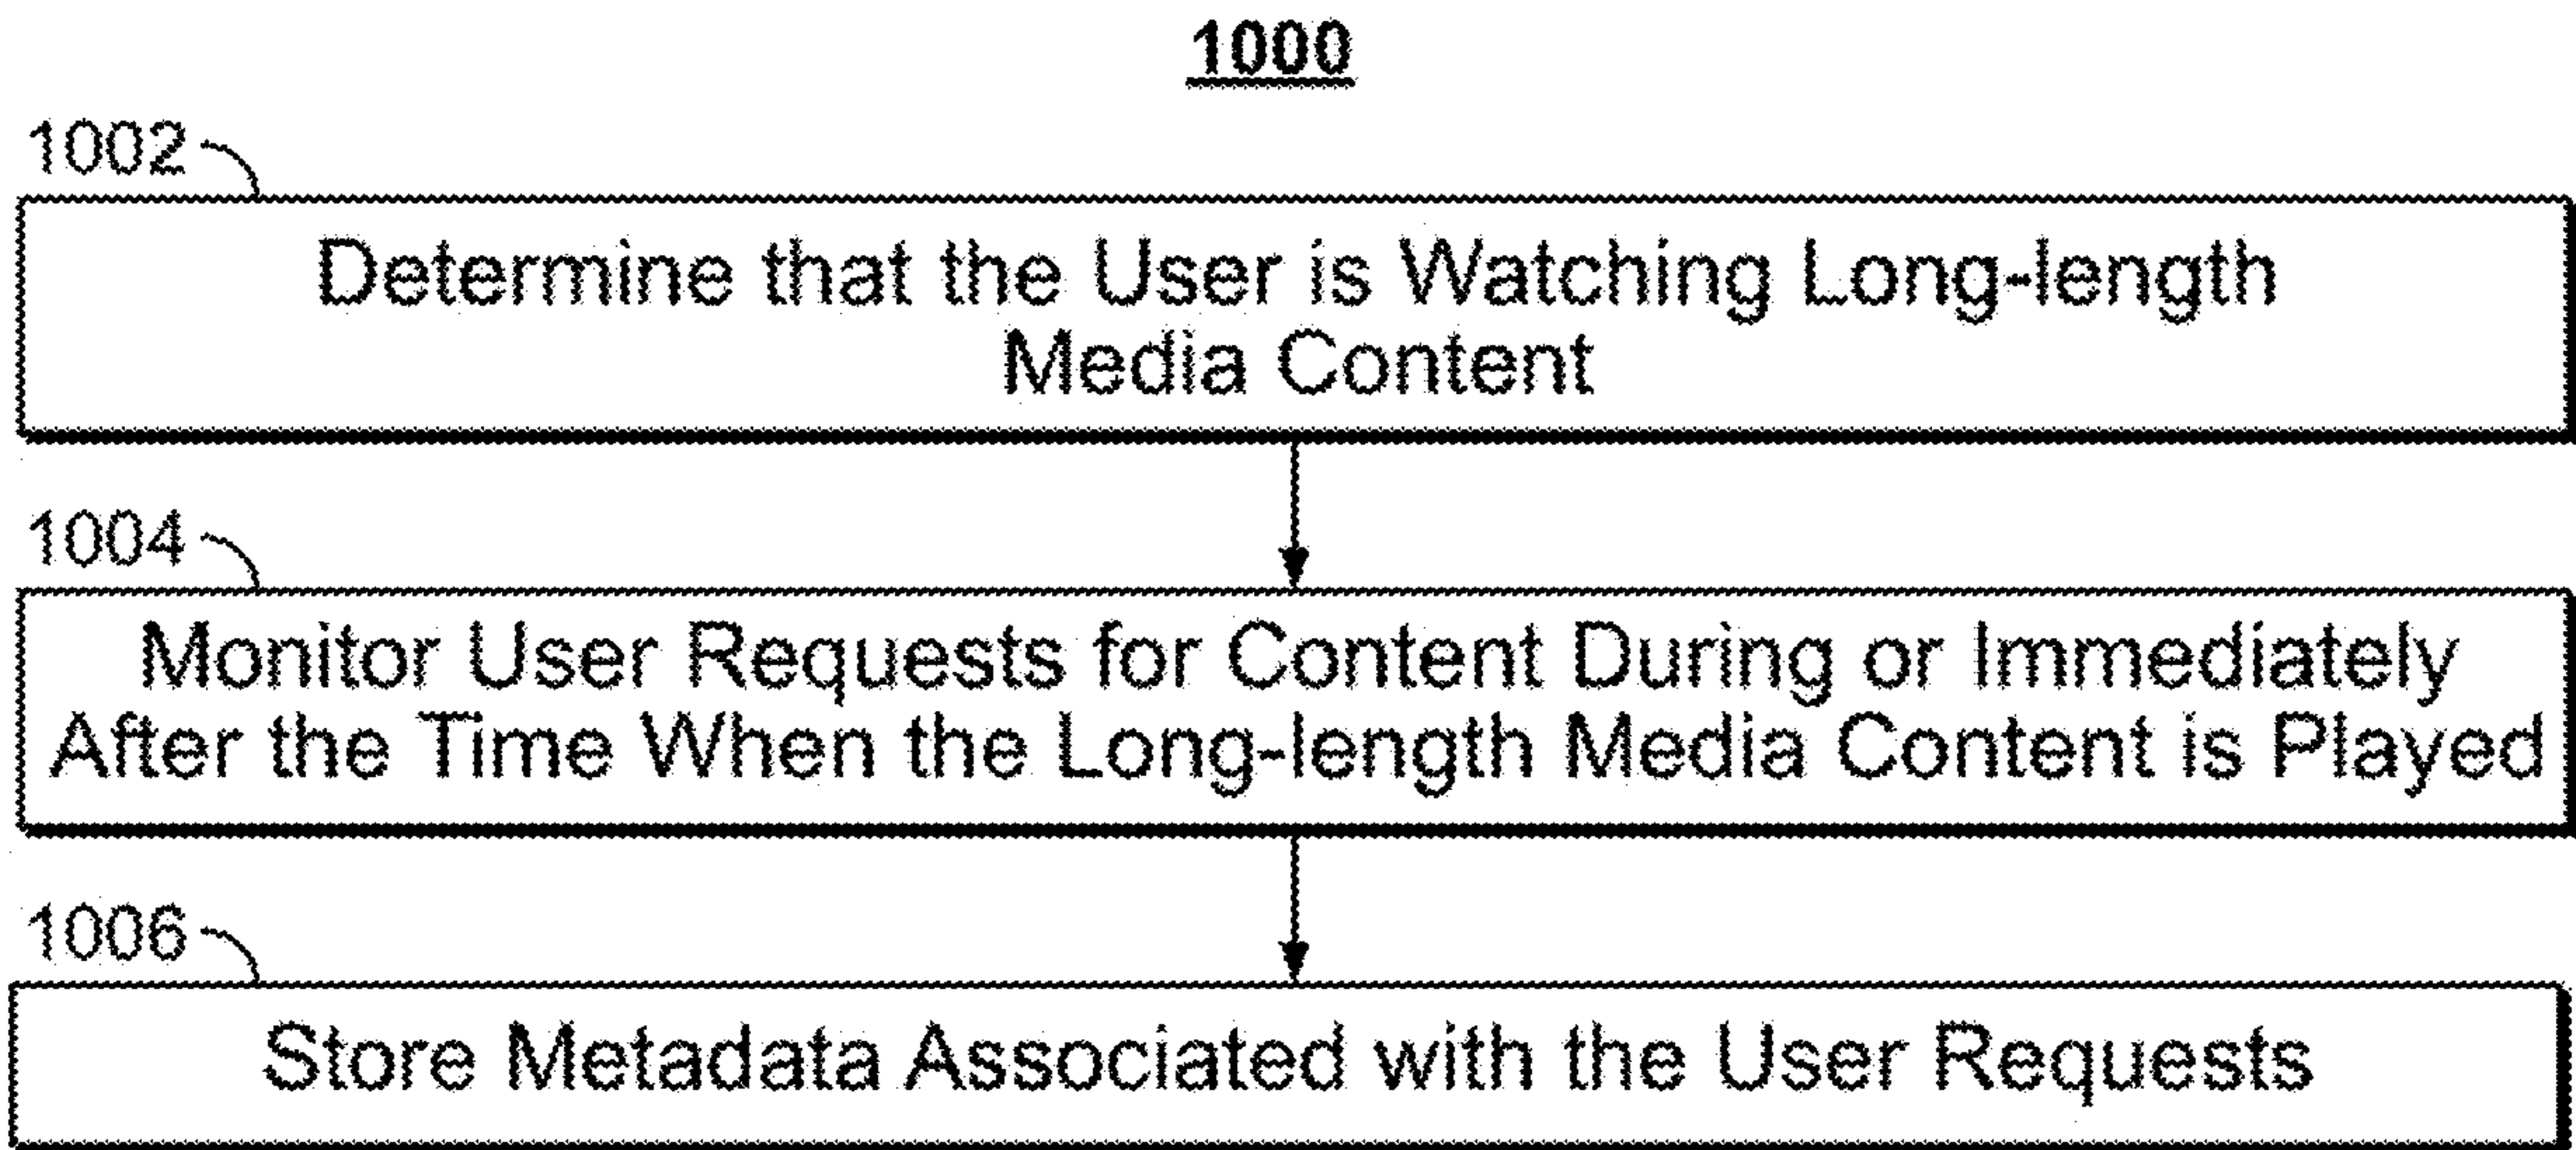 1000
1002
Determine that the User is Watching Long-length
Media Content
1004
Monitor User Requests for Content During or Immediately
After the Time When the Long-length Media Content is Played
1006
Store Metadata Associated with the User Requests